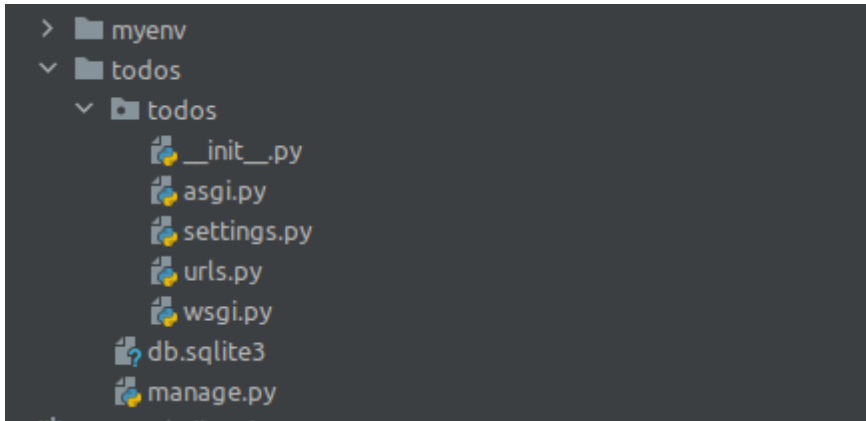 myenv
todos
todos
__init__.py
asgi.py
settings.py
urls.py
wsgi.py
db.sqlite3
manage.py